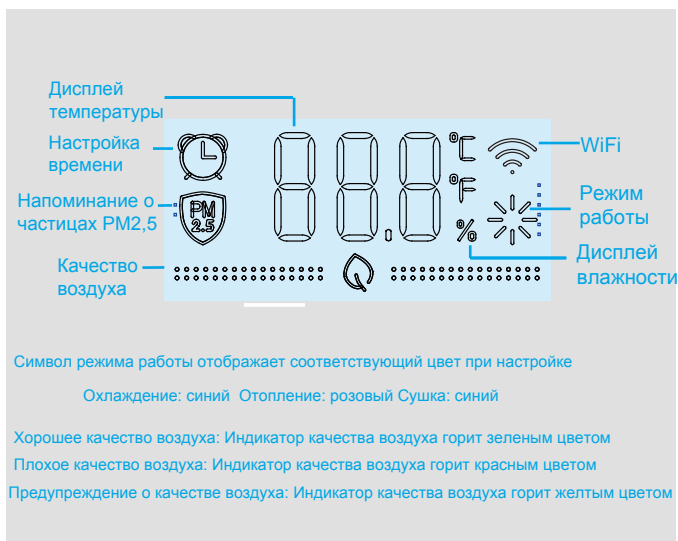 Дисплей
температуры
Настройка
времени
WiFi
°C
°F
Напоминание о
частицах PM2,5
PM
2.5
Режим
работы
%
Дисплей
влажности
Качество
воздуха
Символ режима работы отображает соответствующий цвет при настройке
Охлаждение: синий Отопление: розовый Сушка: синий
Хорошее качество воздуха: Индикатор качества воздуха горит зеленым цветом
Плохое качество воздуха: Индикатор качества воздуха горит красным цветом
Предупреждение о качестве воздуха: Индикатор качества воздуха горит желтым цветом